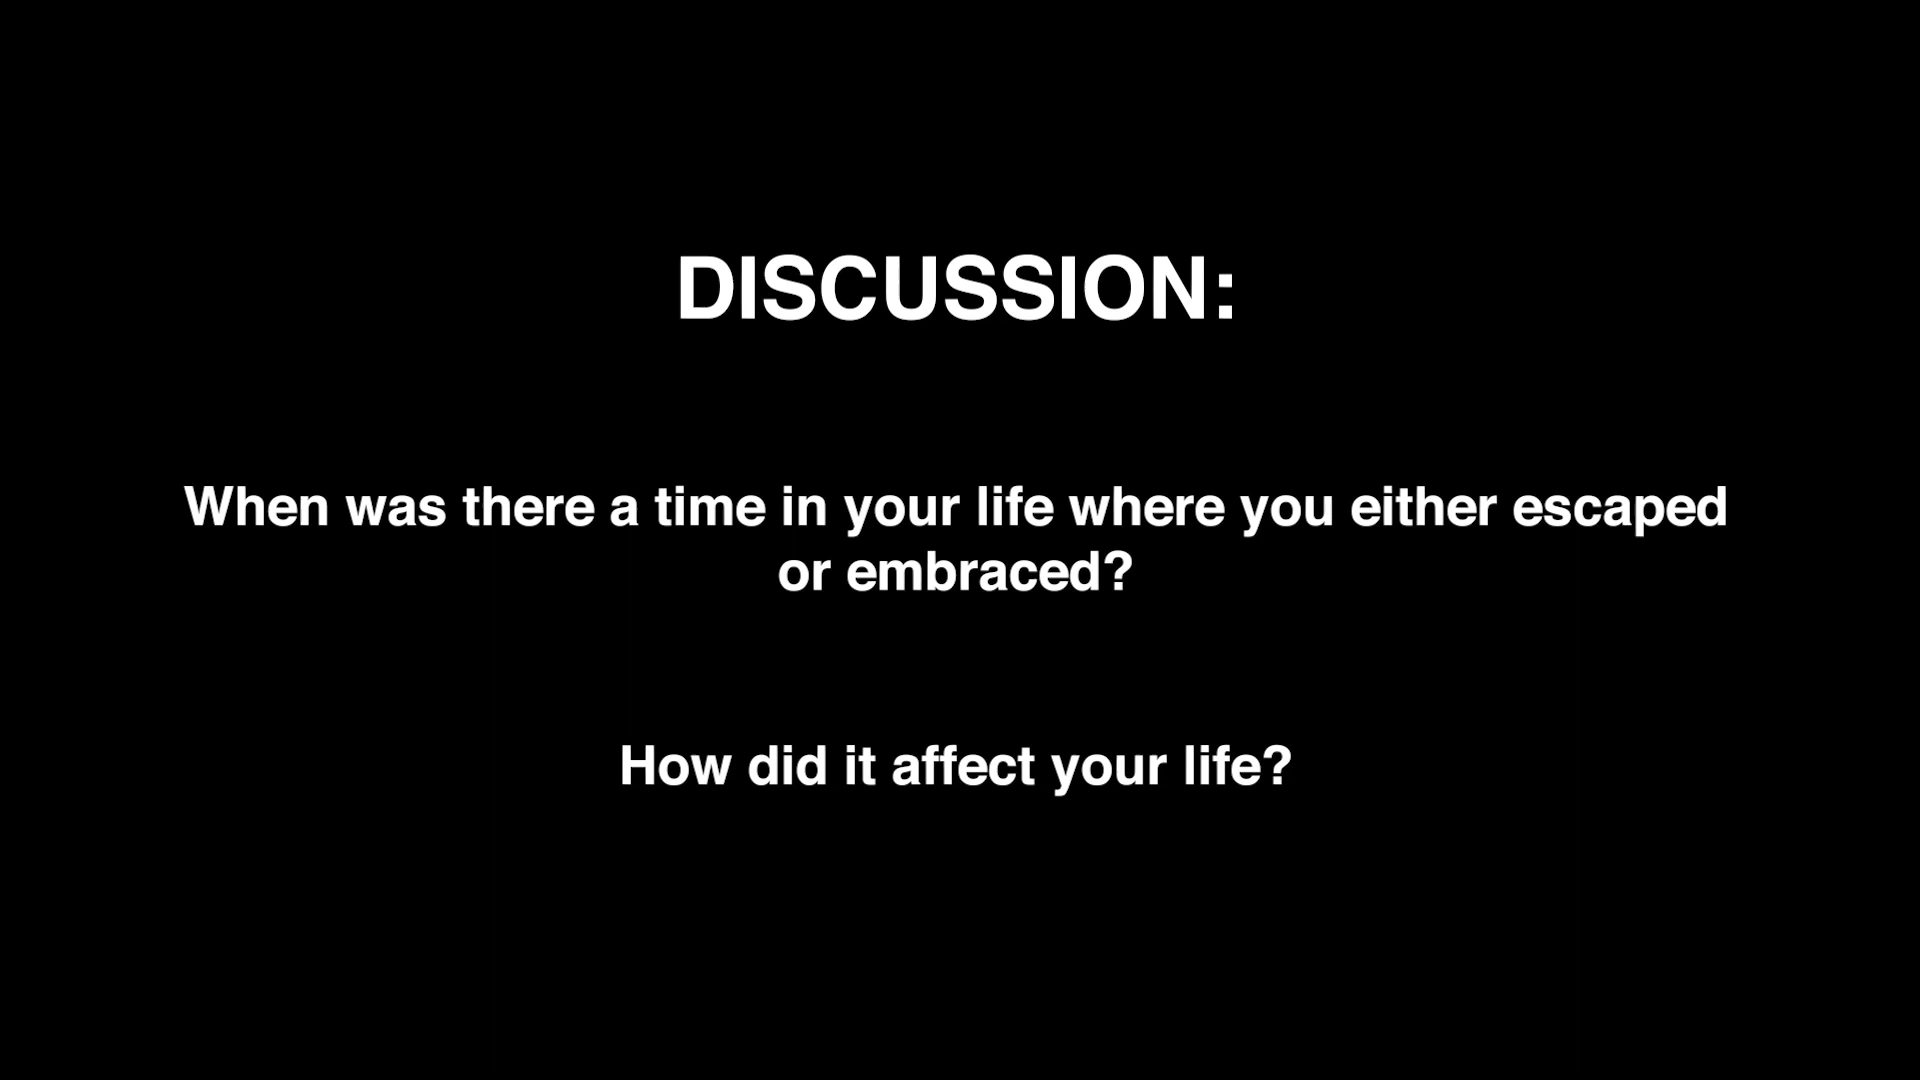 DISCUSSION:
When was there a time in your life where you either escaped
or embraced?
How did it affect your life?